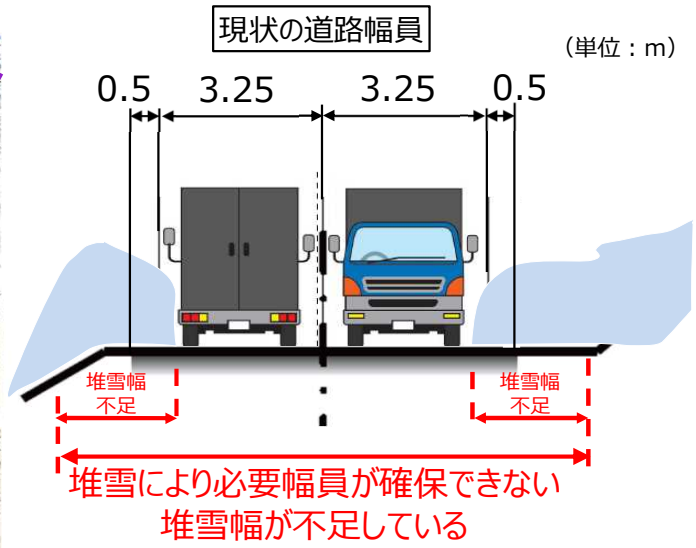 現状の道路幅員
（単位：m）
0.5 3.25 3.25 0.5
堆雪幅
不足
堆雪幅
不足
堆雪により必要幅員が確保できない
堆雪幅が不足している